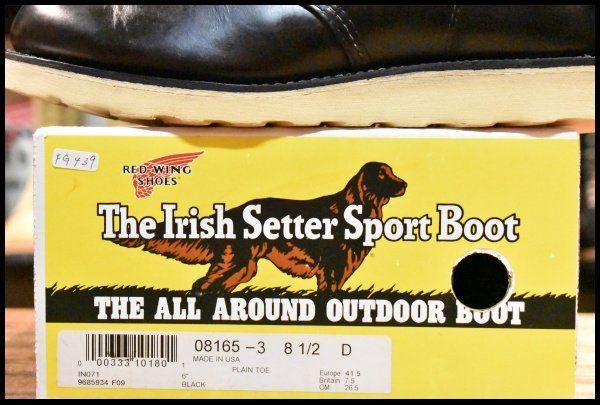 FG439
RED WING
SHOES
The Irish Setter Sport Boot
THE ALL AROUND OUTDOOR BOOT
08165-3 8 1/2 D
MADE IN USA
PLAIN TOE
0 00333 10180 1
IN071
9685934 F09
6"
BLACK
Europe 41.5
Britain 7.5
CM 26.5